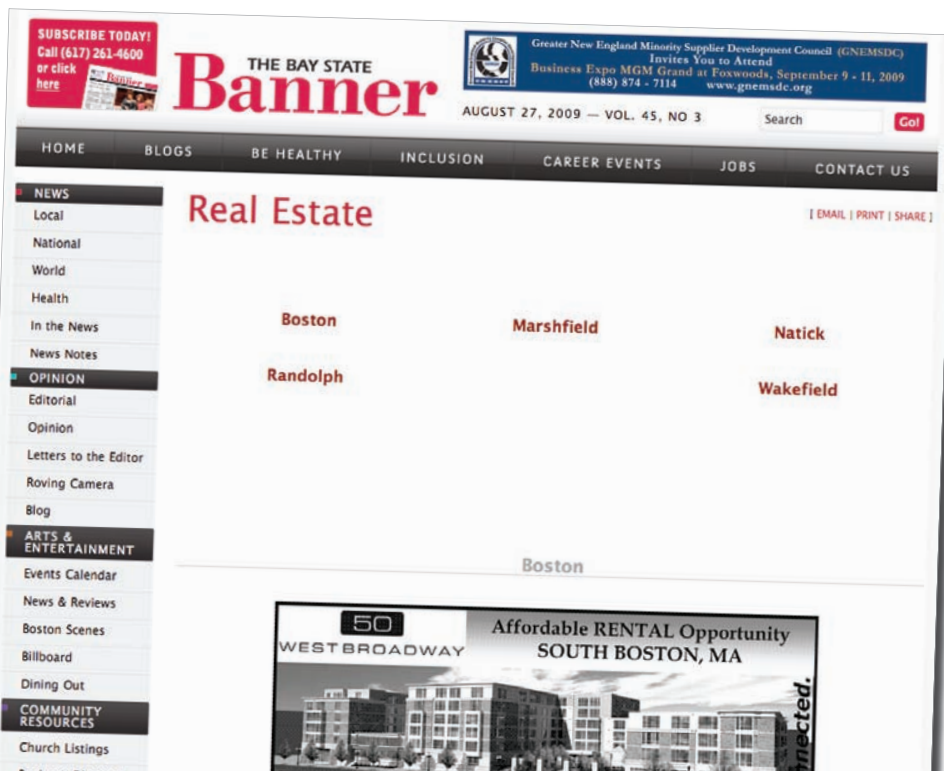 SUBSCRIBE TODAY!
Call (617) 261-4600
or click
here
THE BAY STATE
Banner
Greater New England Minority Supplier Development Council (GNEMSDC)
Invites You to Attend
Business Expo MGM Grand at Foxwoods, September 9 - 11, 2009
(888) 874 - 7114 www.gnemsdc.org
AUGUST 27, 2009 — VOL. 45, NO 3
Search
Go!
HOME BLOGS BE HEALTHY INCLUSION CAREER EVENTS JOBS CONTACT US
NEWS
Local
National
World
Health
In the News
News Notes
OPINION
Editorial
Opinion
Letters to the Editor
Roving Camera
Blog
ARTS &
ENTERTAINMENT
Events Calendar
News & Reviews
Boston Scenes
Billboard
Dining Out
COMMUNITY
RESOURCES
Church Listings
Real Estate
[ EMAIL | PRINT | SHARE ]
Boston Marshfield Natick
Randolph Wakefield
Boston
50
WEST BROADWAY
Affordable RENTAL Opportunity
SOUTH BOSTON, MA